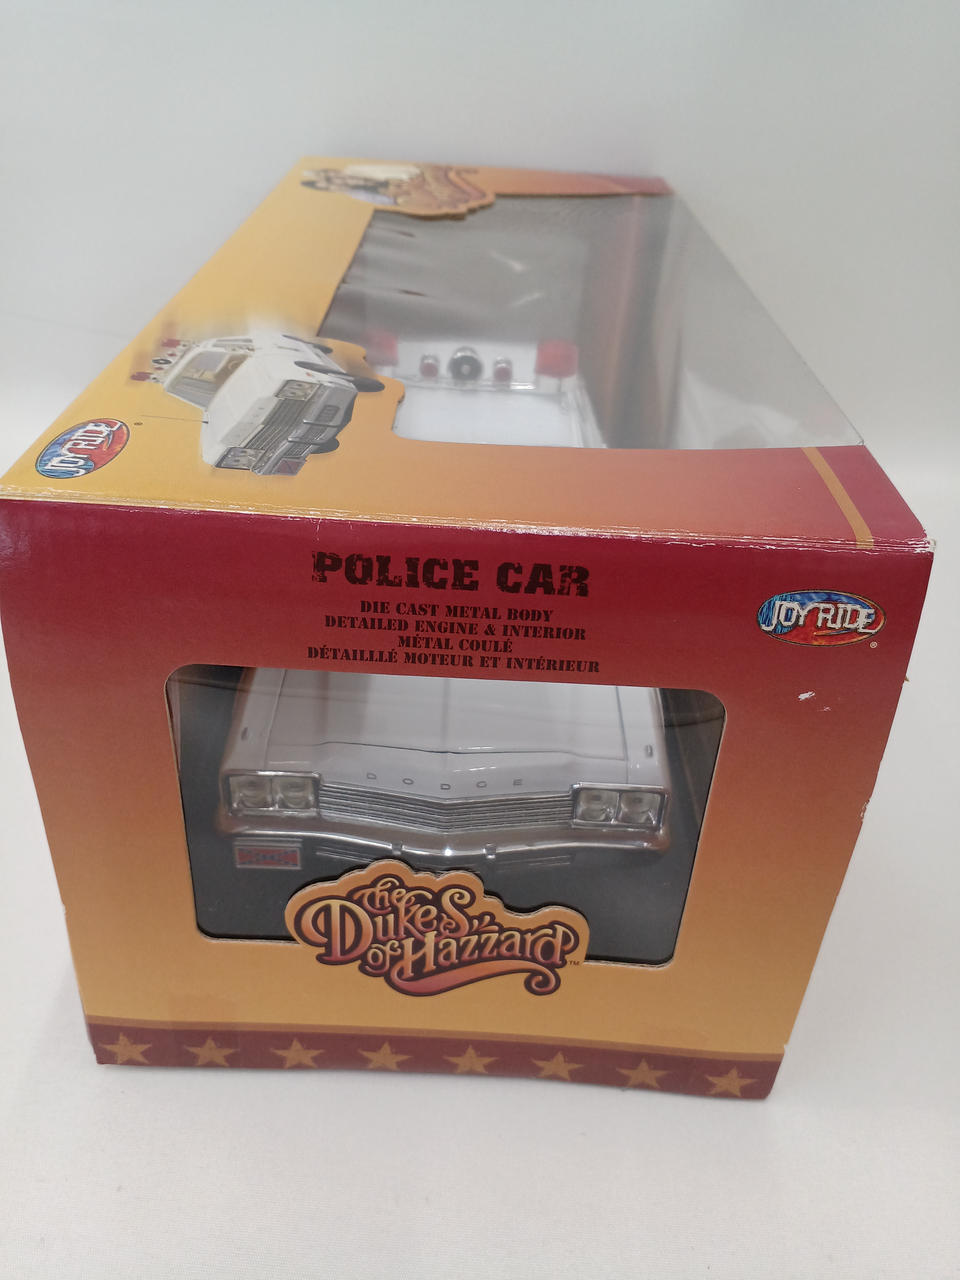 JOYRIDE
®
POLICE CAR
DIE CAST METAL BODY
DETAILED ENGINE & INTERIOR
MÉTAL COULÉ
DÉTAILLLÉ MOTEUR ET INTÉRIEUR
JOYRIDE
®
DODGE
The
Dukes
of Hazzard
™